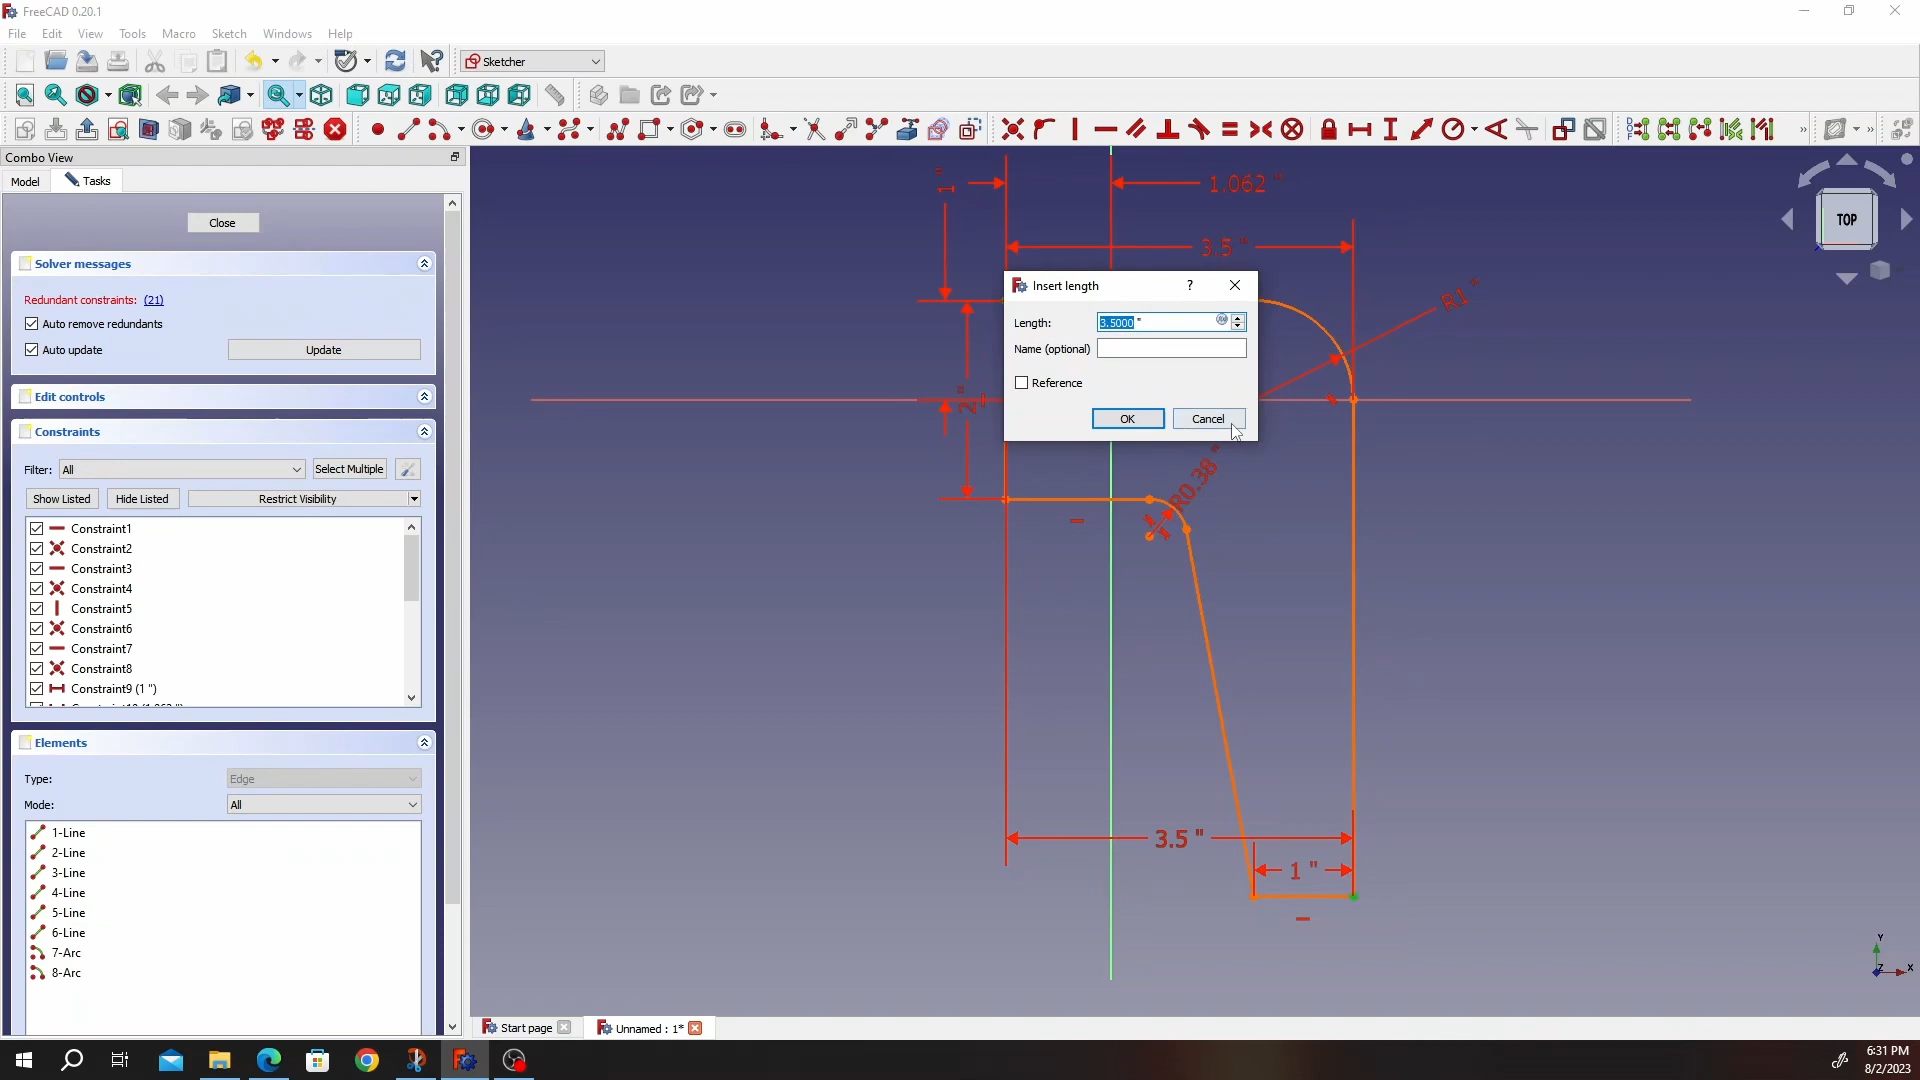 FreeCAD 0.20.1
File Edit View Tools Macro Sketch Windows Help
Sketcher
Combo View
Model Tasks
Close
Solver messages
Redundant constraints: (21)
Auto remove redundants
Auto update Update
Edit controls
Constraints
Filter: All Select Multiple
Show Listed Hide Listed Restrict Visibility
Constraint1
Constraint2
Constraint3
Constraint4
Constraint5
Constraint6
Constraint7
Constraint8
Constraint9 (1 ")
Elements
Type: Edge
Mode: All
1-Line
2-Line
3-Line
4-Line
5-Line
6-Line
7-Arc
8-Arc
1 "
1.062 "
3.5 "
R1 "
2 "
R0.38 "
3.5 "
1 "
Insert length ?
Length: 3.5000 "
Name (optional)
Reference
OK Cancel
TOP
Y
Z X
Start page Unnamed : 1*
6:31 PM
8/2/2023